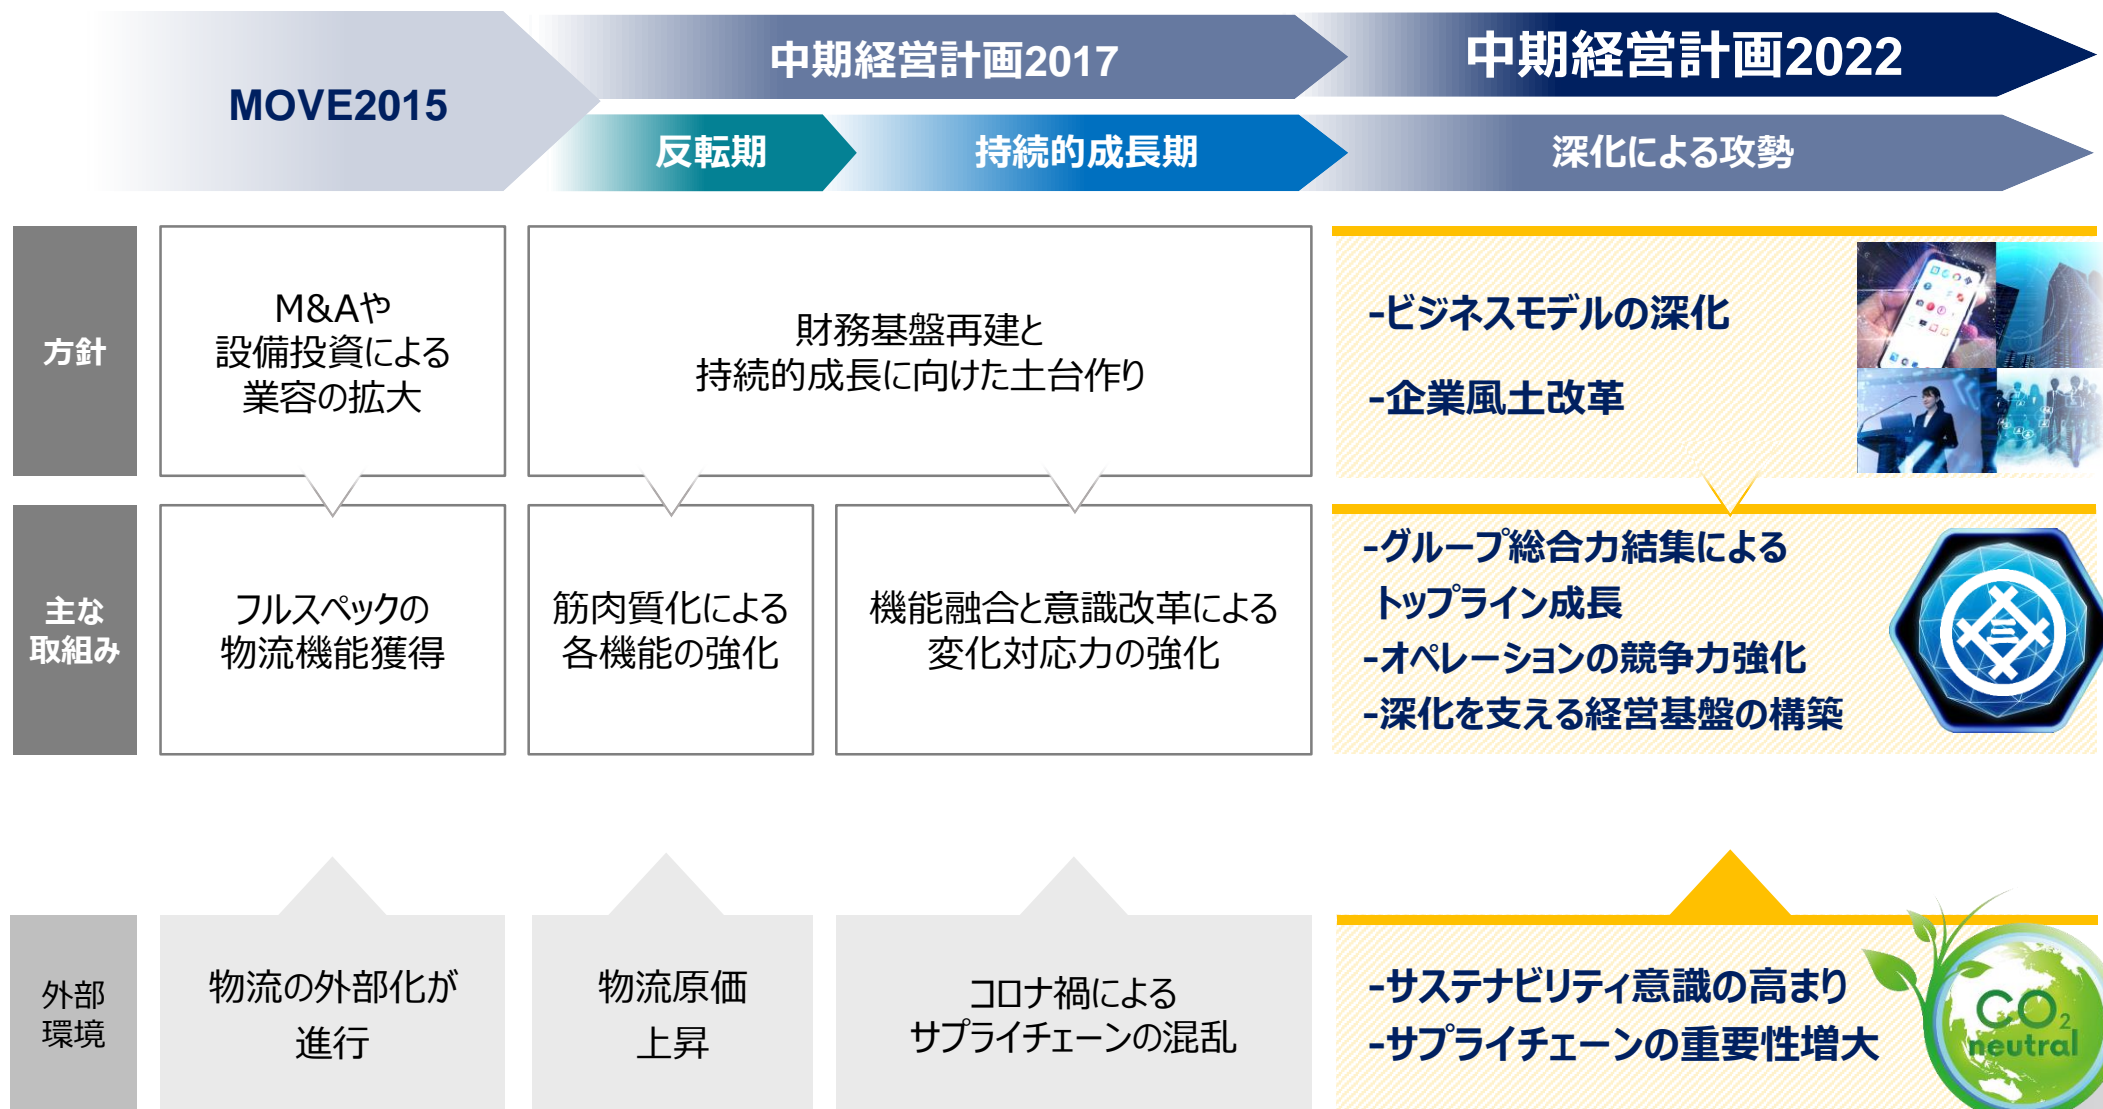 MOVE2015
中期経営計画2017
中期経営計画2022
反転期
持続的成長期
深化による攻勢
方針
M&Aや
設備投資による
業容の拡大
財務基盤再建と
持続的成長に向けた土台作り
-ビジネスモデルの深化
-企業風土改革
主な
取組み
フルスペックの
物流機能獲得
筋肉質化による
各機能の強化
機能融合と意識改革による
変化対応力の強化
-グループ総合力結集による
トップライン成長
-オペレーションの競争力強化
-深化を支える経営基盤の構築
外部
環境
物流の外部化が
進行
物流原価
上昇
コロナ禍による
サプライチェーンの混乱
-サステナビリティ意識の高まり
-サプライチェーンの重要性増大
CO2
neutral